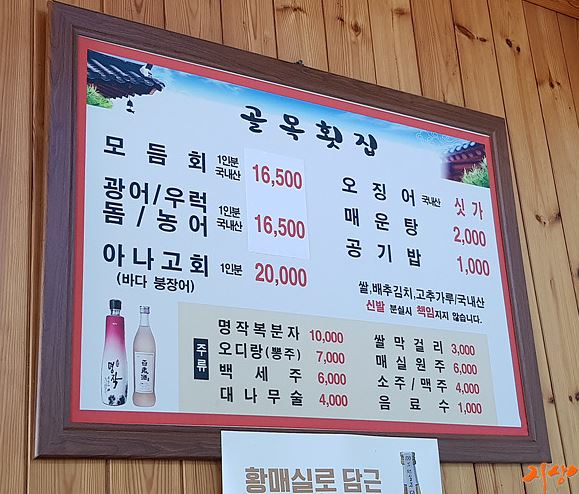 골목횟집
모듬회 1인분 국내산 16,500
광어/우럭
돔/농어 1인분 국내산 16,500
아나고회 1인분 20,000
(바다 붕장어)
오징어 국내산 싯가
매운탕 2,000
공기밥 1,000
쌀,배추김치,고추가루/국내산
신발 분실시 책임지지 않습니다.
주류
명작복분자 10,000
오디랑(뽕주) 7,000
백세주 6,000
대나무술 4,000
쌀막걸리 3,000
매실원주 6,000
소주/맥주 4,000
음료수 1,000
명작
百歲酒
황매실로 담근
지상